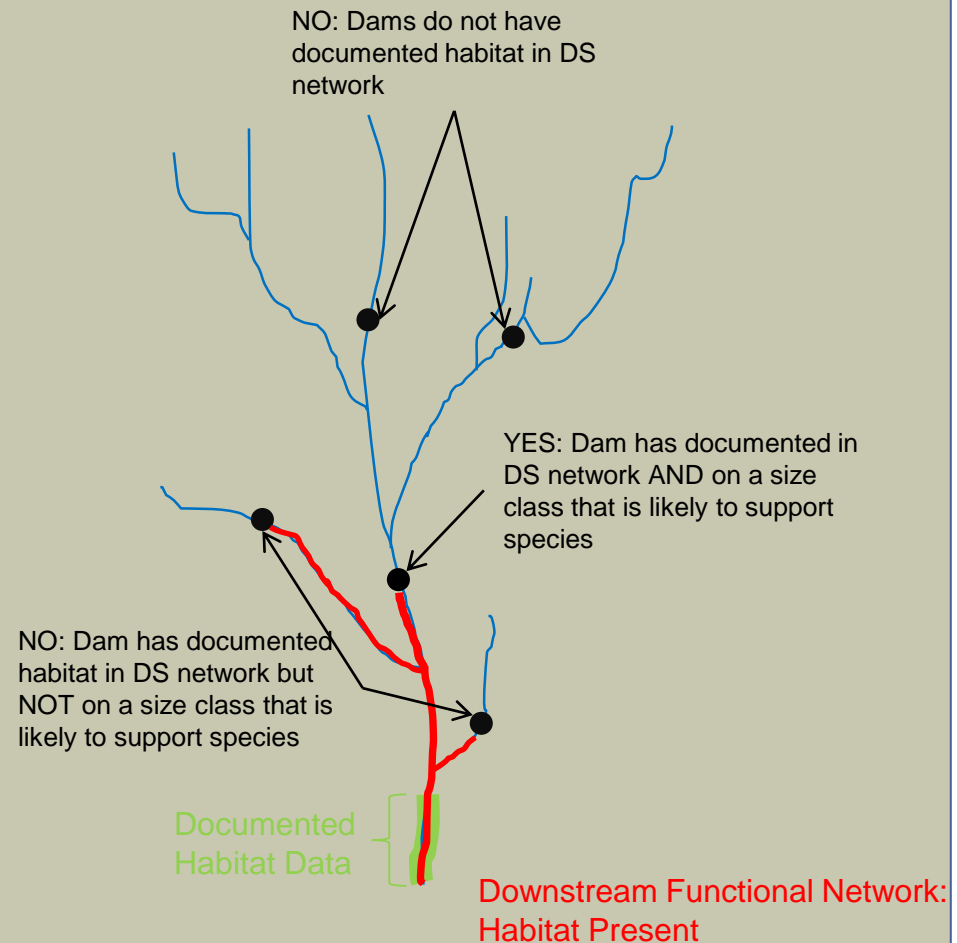 NO: Dams do not have
documented habitat in DS
network
YES: Dam has documented in
DS network AND on a size
class that is likely to support
species
NO: Dam has documented
habitat in DS network but
NOT on a size class that is
likely to support species
Documented
Habitat Data
Downstream Functional Network:
Habitat Present